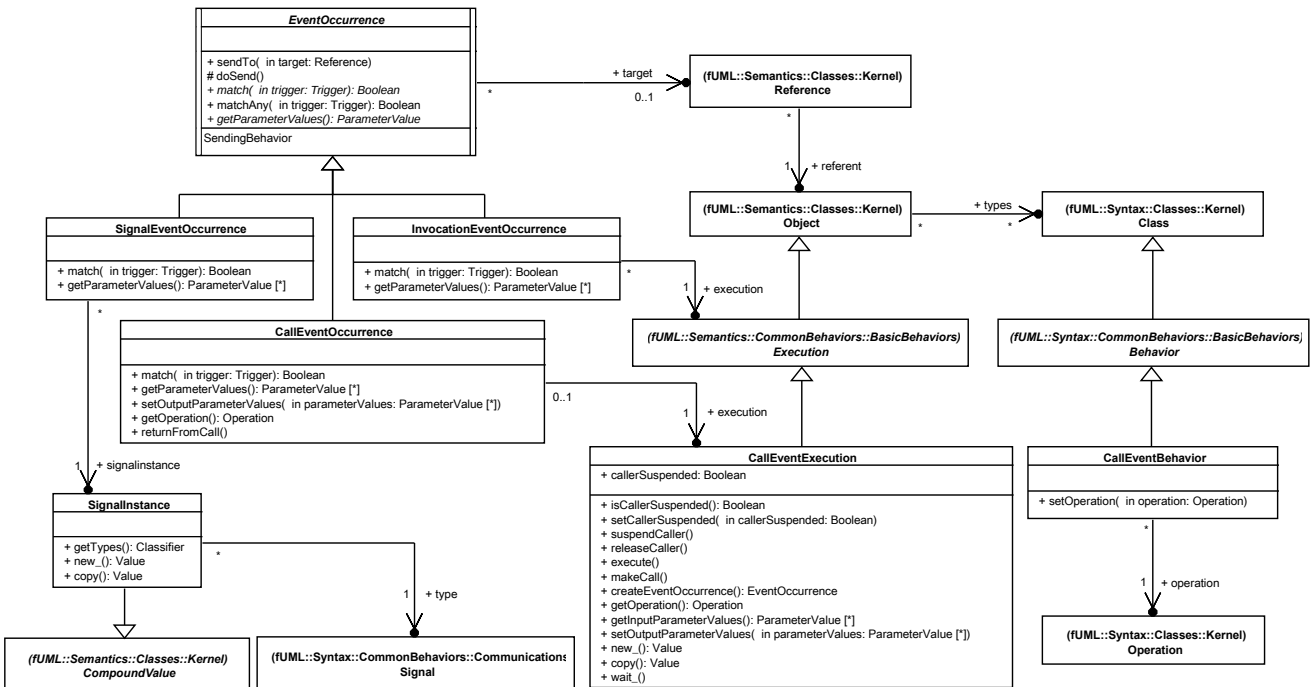 EventOccurrence
+ sendTo( in target: Reference)
# doSend()
+ match( in trigger: Trigger): Boolean
+ matchAny( in trigger: Trigger): Boolean
+ getParameterValues(): ParameterValue
SendingBehavior
+ target
*
0..1
(fUML::Semantics::Classes::Kernel)
Reference
*
1
+ referent
(fUML::Semantics::Classes::Kernel)
Object
+ types
*
*
(fUML::Syntax::Classes::Kernel)
Class
SignalEventOccurrence
+ match( in trigger: Trigger): Boolean
+ getParameterValues(): ParameterValue [*]
*
InvocationEventOccurrence
+ match( in trigger: Trigger): Boolean
+ getParameterValues(): ParameterValue [*]
*
1
+ execution
(fUML::Semantics::CommonBehaviors::BasicBehaviors)
Execution
(fUML::Syntax::CommonBehaviors::BasicBehaviors)
Behavior
CallEventOccurrence
+ match( in trigger: Trigger): Boolean
+ getParameterValues(): ParameterValue [*]
+ setOutputParameterValues( in parameterValues: ParameterValue [*])
+ getOperation(): Operation
+ returnFromCall()
0..1
1
+ execution
1
+ signalinstance
SignalInstance
+ getTypes(): Classifier
+ new_(): Value
+ copy(): Value
*
1
+ type
(fUML::Semantics::Classes::Kernel)
CompoundValue
(fUML::Syntax::CommonBehaviors::Communications
Signal
CallEventExecution
+ callerSuspended: Boolean
+ isCallerSuspended(): Boolean
+ setCallerSuspended( in callerSuspended: Boolean)
+ suspendCaller()
+ releaseCaller()
+ execute()
+ makeCall()
+ createEventOccurrence(): EventOccurrence
+ getOperation(): Operation
+ getInputParameterValues(): ParameterValue [*]
+ setOutputParameterValues( in parameterValues: ParameterValue [*])
+ new_(): Value
+ copy(): Value
+ wait_()
CallEventBehavior
+ setOperation( in operation: Operation)
*
1
+ operation
(fUML::Syntax::Classes::Kernel)
Operation